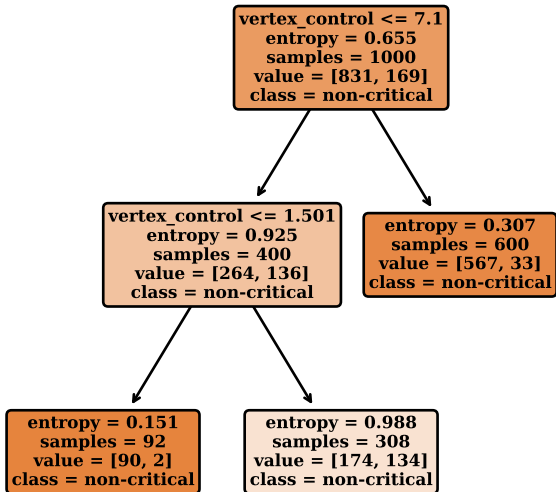 vertex_control <= 7.1
entropy = 0.655
samples = 1000
value = [831, 169]
class = non-critical
vertex_control <= 1.501
entropy = 0.925
samples = 400
value = [264, 136]
class = non-critical
entropy = 0.307
samples = 600
value = [567, 33]
class = non-critical
entropy = 0.151
samples = 92
value = [90, 2]
class = non-critical
entropy = 0.988
samples = 308
value = [174, 134]
class = non-critical